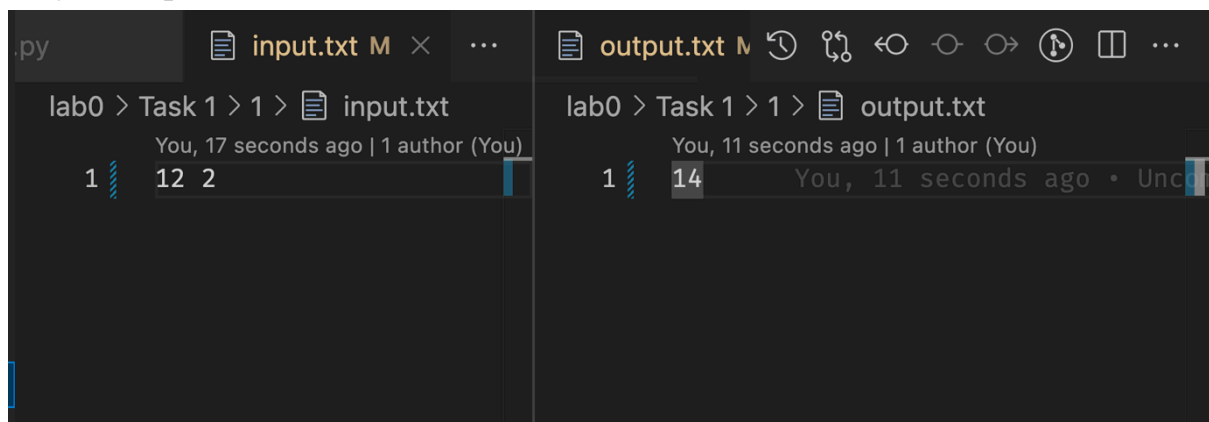 .py
input.txt M
output.txt M
lab0 > Task 1 > 1 > input.txt
lab0 > Task 1 > 1 > output.txt
You, 17 seconds ago | 1 author (You)
You, 11 seconds ago | 1 author (You)
1 12 2
1 14 You, 11 seconds ago • Uncom